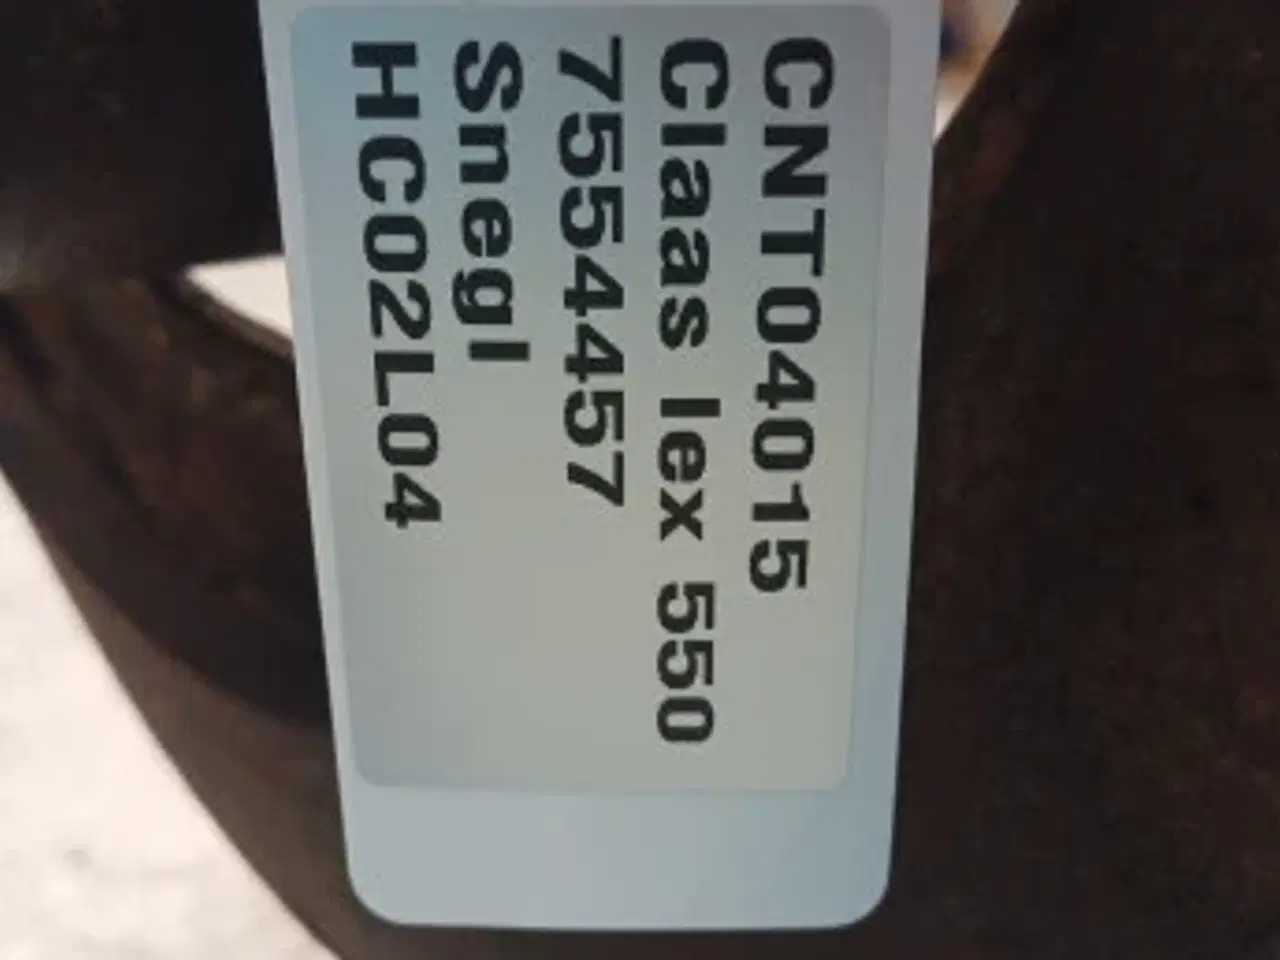 CNT04015
Claas lex 550
7554457
Snegl
HC02L04